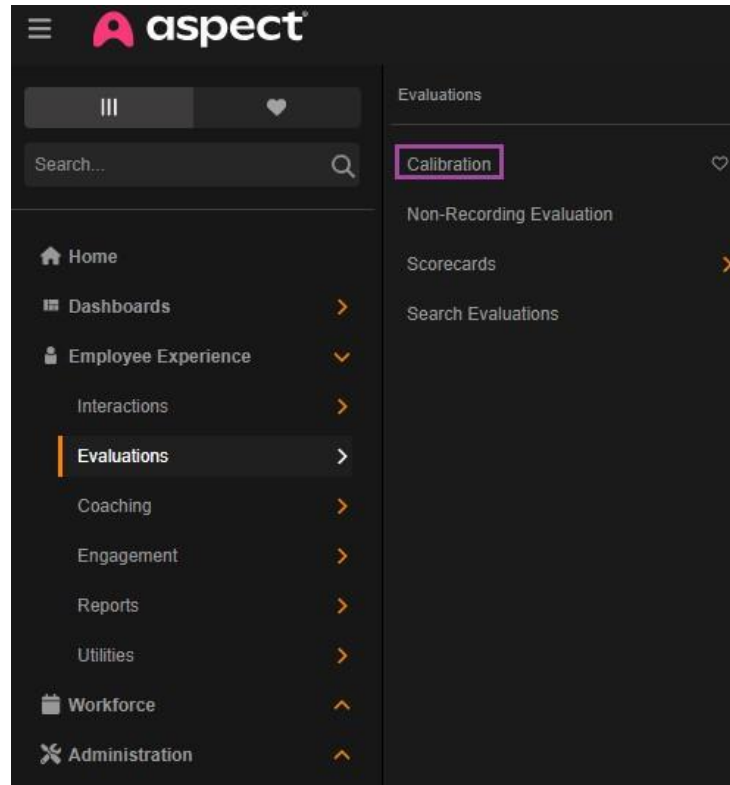 aspect
Search...
Home
Dashboards
Employee Experience
Interactions
Evaluations
Coaching
Engagement
Reports
Utilities
Workforce
Administration
Evaluations
Calibration
Non-Recording Evaluation
Scorecards
Search Evaluations